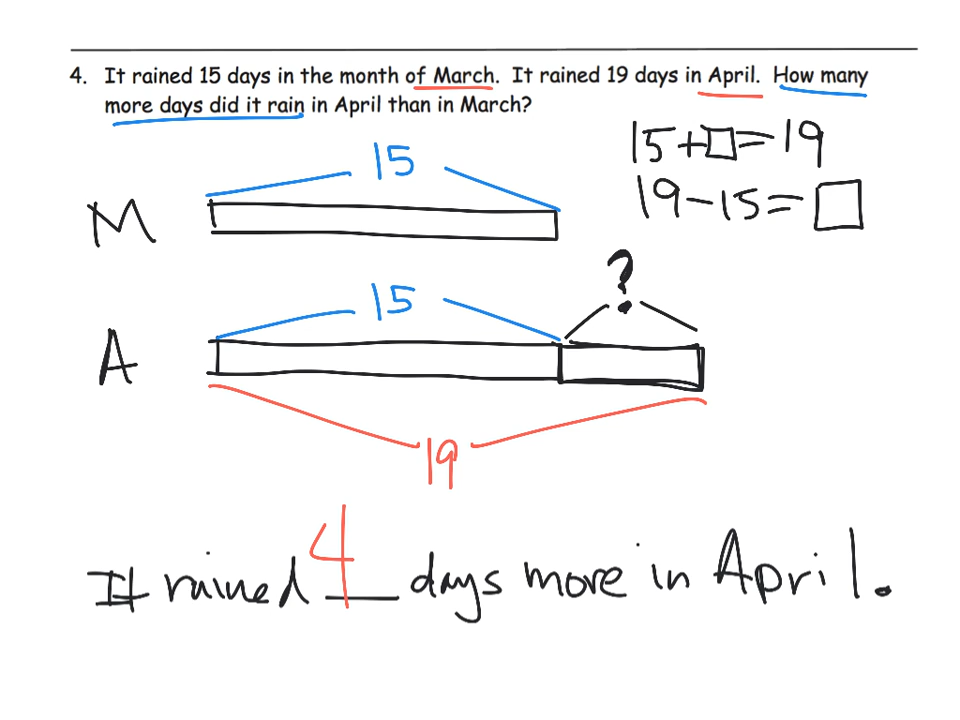 4. It rained 15 days in the month of March. It rained 19 days in April. How many
more days did it rain in April than in March?
15+□=19
19-15=□
15
M
?
15
A
19
It rained 4 days more in April.